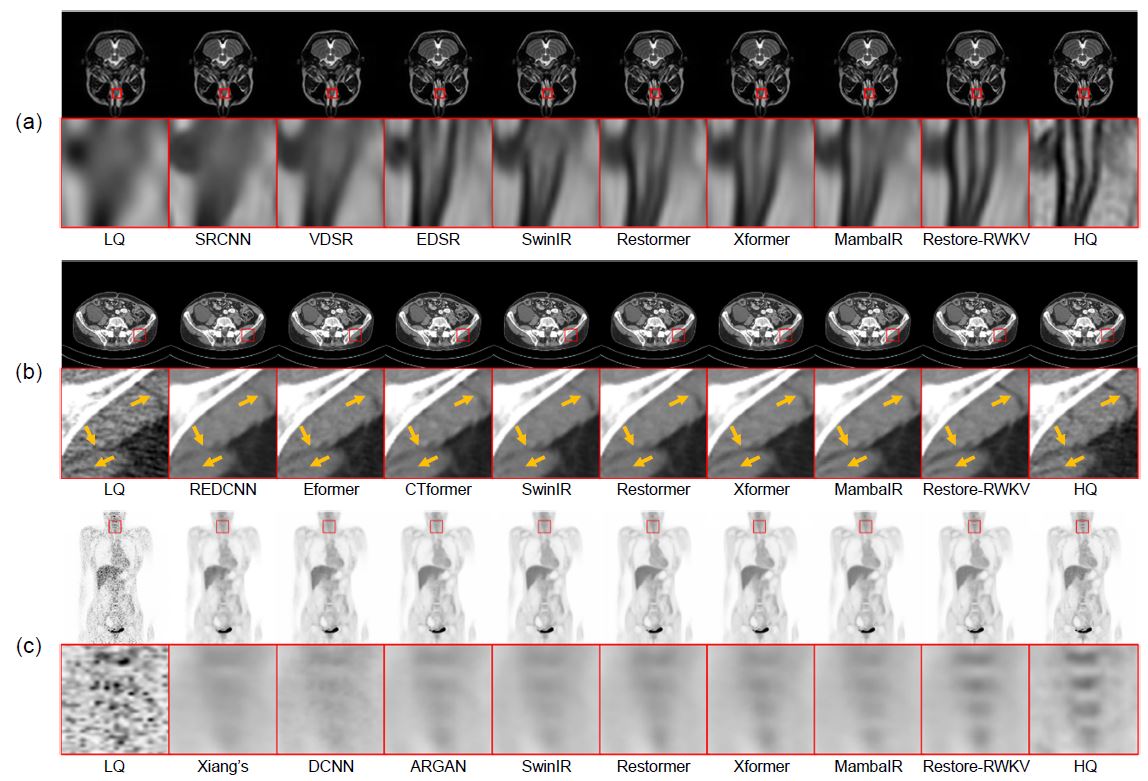 (a)
LQ SRCNN VDSR EDSR SwinIR Restormer Xformer MambaIR Restore-RWKV HQ
(b)
LQ REDCNN Eformer CTformer SwinIR Restormer Xformer MambaIR Restore-RWKV HQ
(c)
LQ Xiang's DCNN ARGAN SwinIR Restormer Xformer MambaIR Restore-RWKV HQ